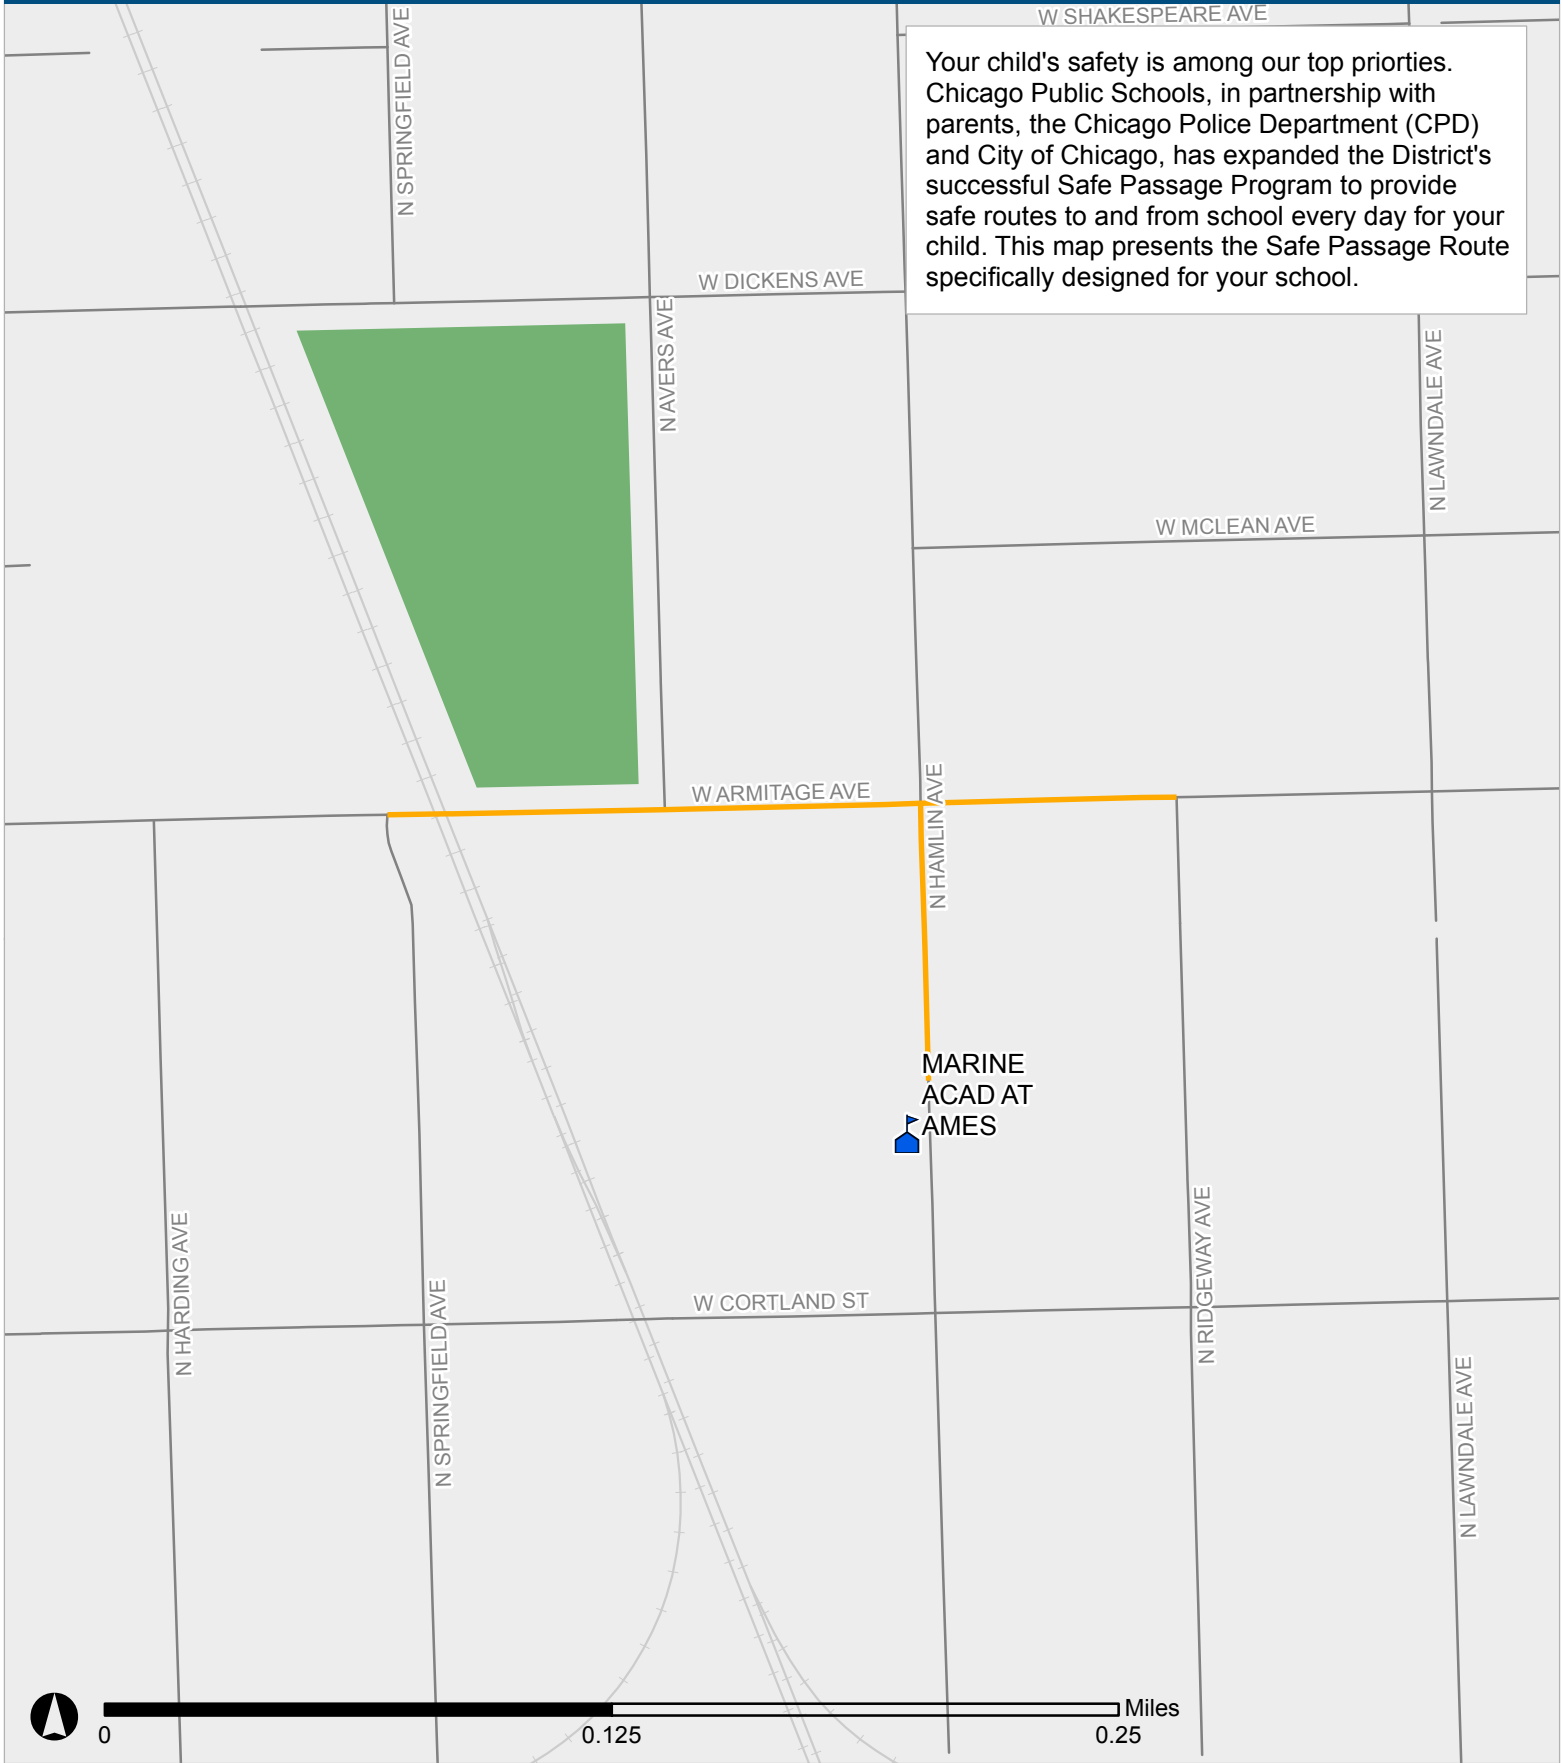 W SHAKESPEARE AVE
N SPRINGFIELD AVE
Your child's safety is among our top priorties.
Chicago Public Schools, in partnership with
parents, the Chicago Police Department (CPD)
and City of Chicago, has expanded the District's
successful Safe Passage Program to provide
safe routes to and from school every day for your
child. This map presents the Safe Passage Route
specifically designed for your school.
W DICKENS AVE
N AVERS AVE
N LAWNDALE AVE
W MCLEAN AVE
W ARMITAGE AVE
N HAMLIN AVE
MARINE
ACAD AT
AMES
N HARDING AVE
N RIDGEWAY AVE
N SPRINGFIELD AVE
W CORTLAND ST
N LAWNDALE AVE
Miles
0 0.125 0.25